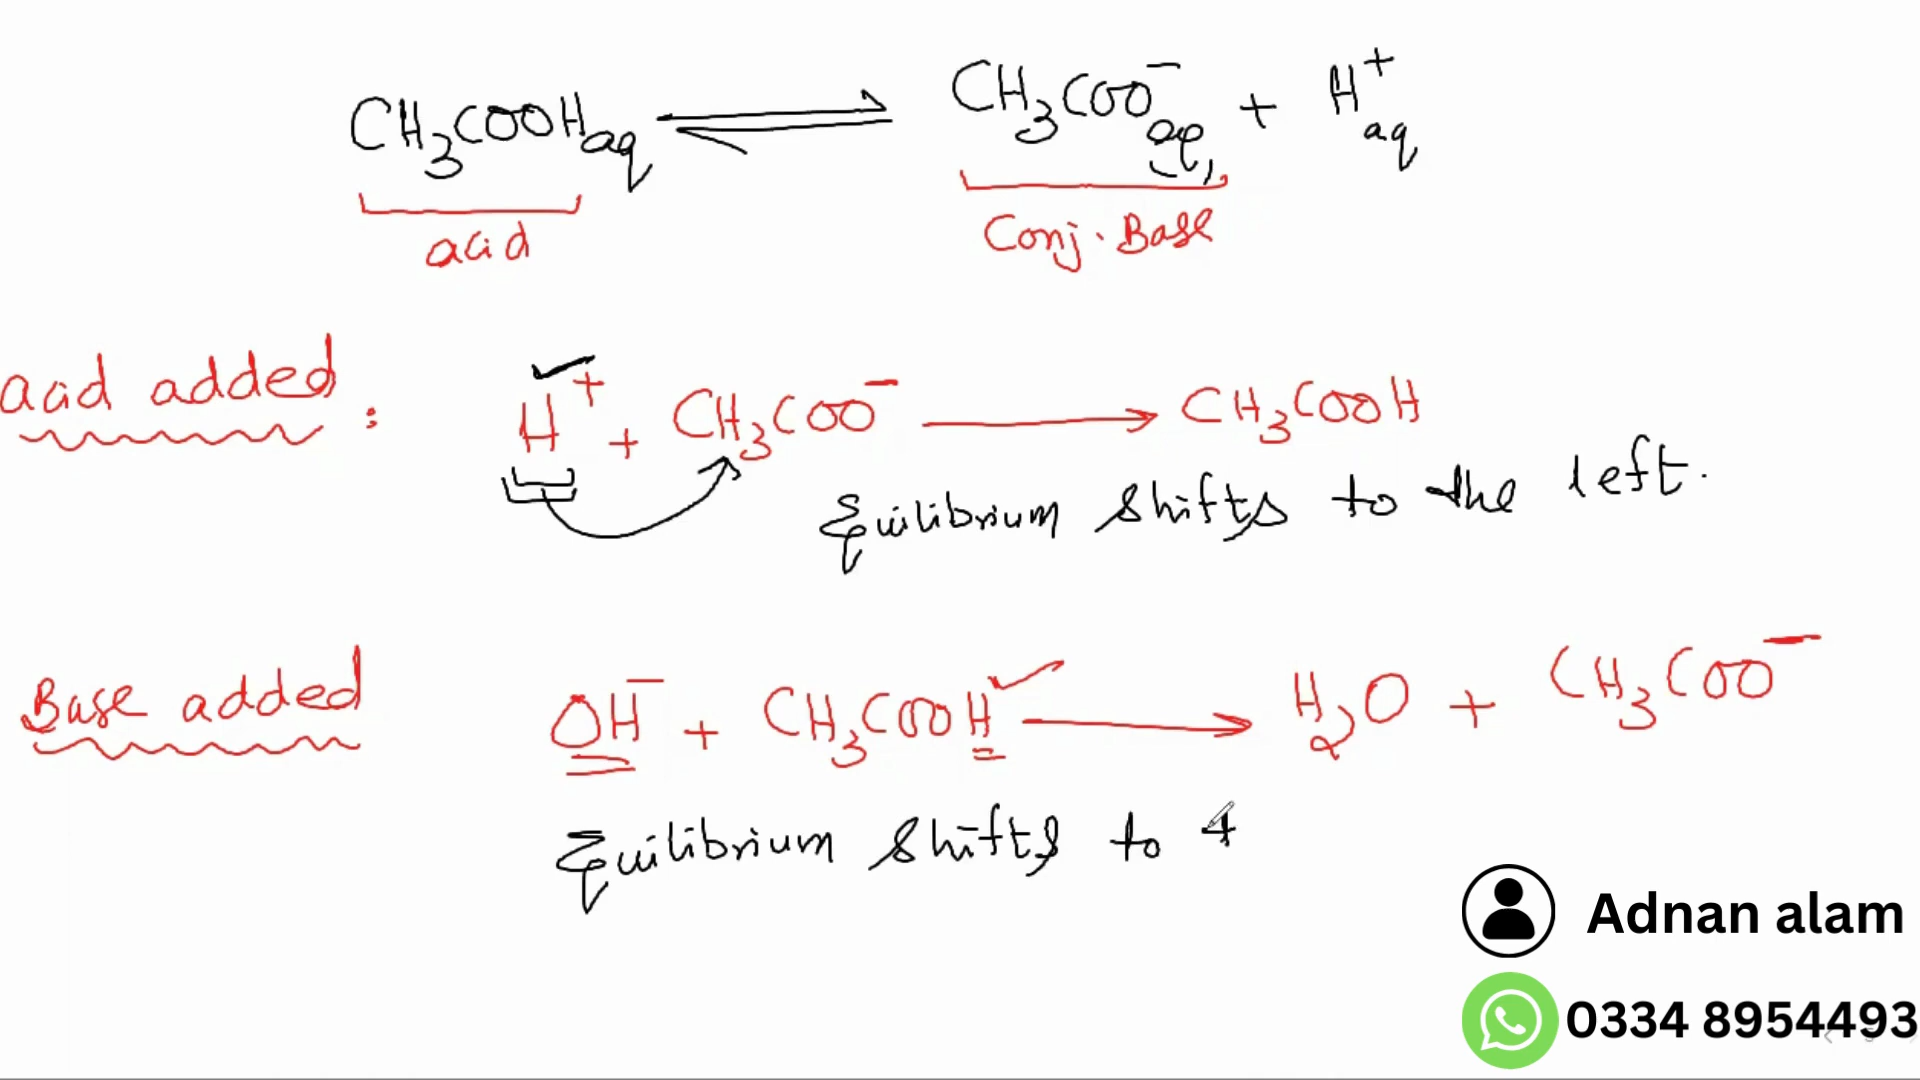 CH₃COOHaq ⇌ CH₃COO⁻aq + H⁺aq
acid Conj. Base
acid added : H⁺ + CH₃COO⁻ → CH₃COOH
Equilibrium shifts to the left.
Base added OH⁻ + CH₃COOH → H₂O + CH₃COO⁻
Equilibrium shifts to
Adnan alam
0334 8954493